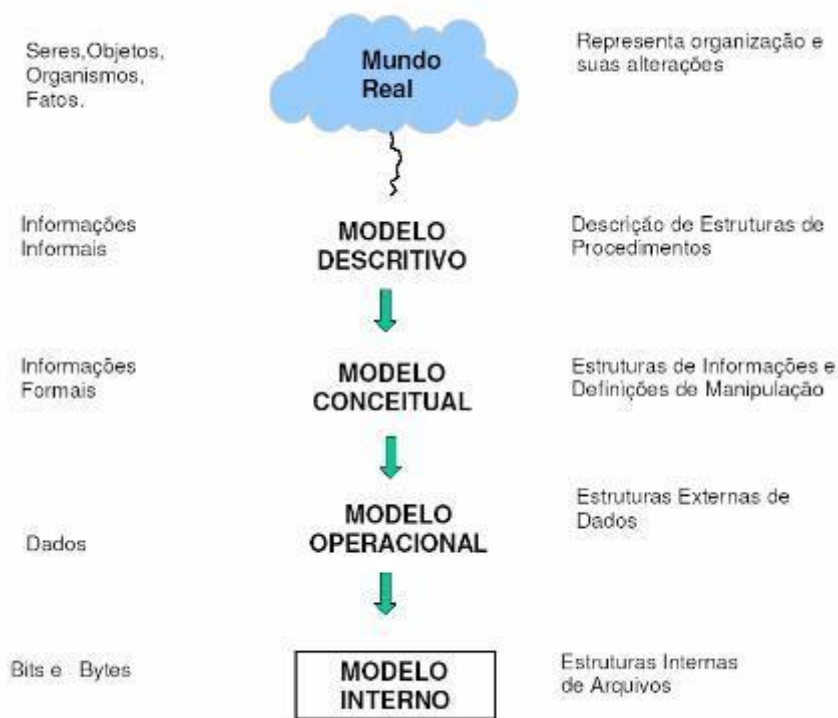 Seres,Objetos,
Organismos,
Fatos.
Mundo
Real
Representa organização e
suas alterações
Informações
Informais
MODELO
DESCRITIVO
Descrição de Estruturas de
Procedimentos
Informações
Formais
MODELO
CONCEITUAL
Estruturas de Informações e
Definições de Manipulação
Dados
MODELO
OPERACIONAL
Estruturas Externas de
Dados
Bits e Bytes
MODELO
INTERNO
Estruturas Internas
de Arquivos